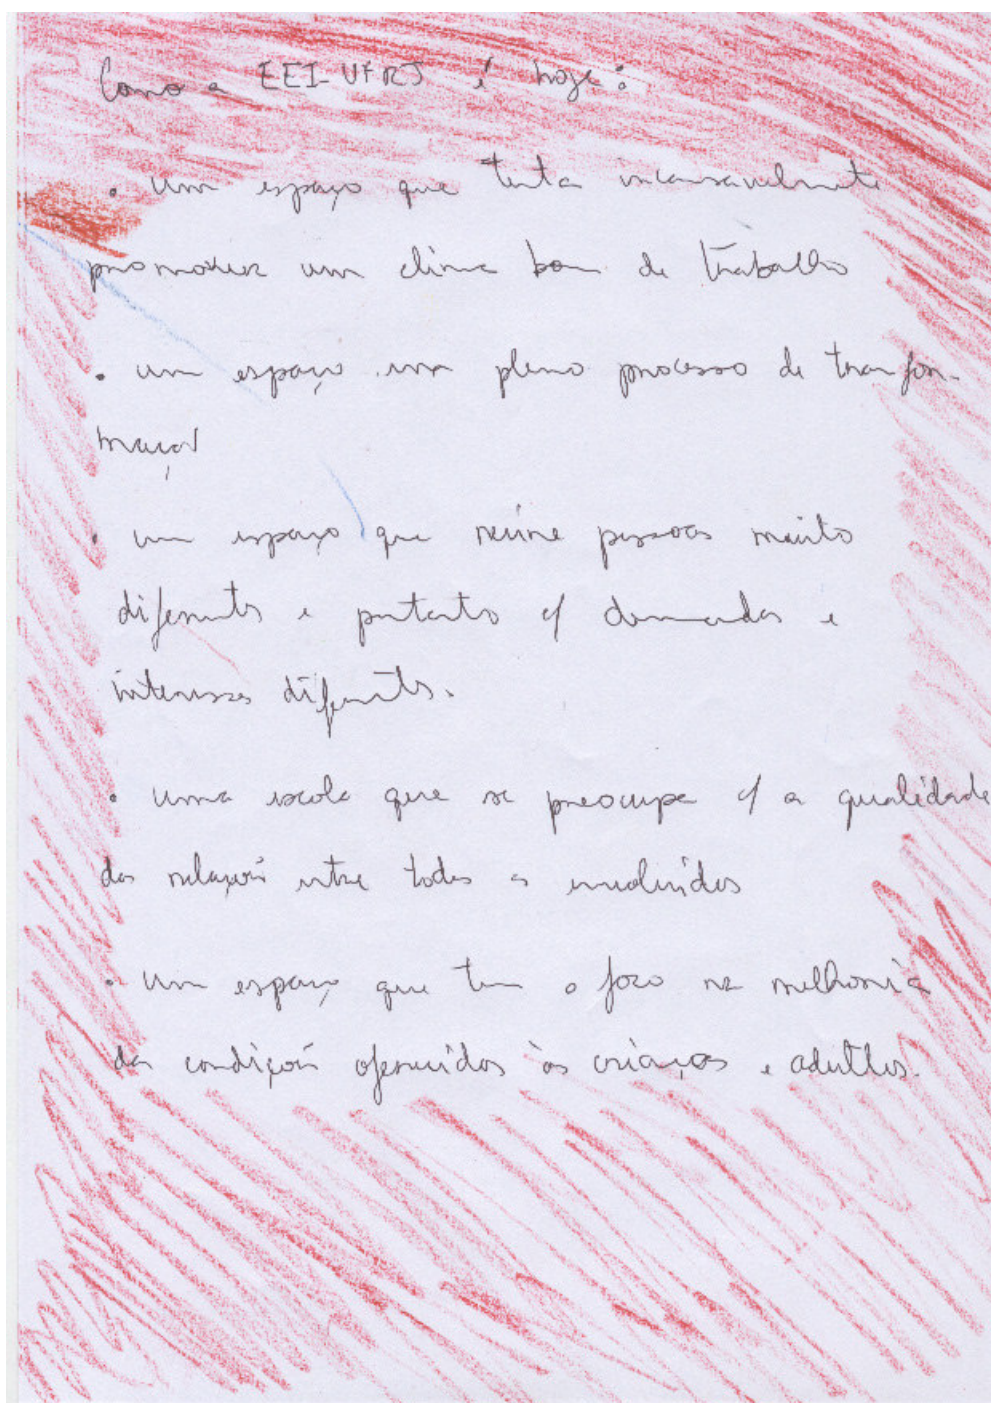 Como a EEI-UFRJ é hoje:
• um espaço que tenta incansavelmente
promover um clima bom de trabalho
• um espaço em pleno processo de transfor-
mação
• um espaço que reúne pessoas muito
diferentes e portanto c/ demandas e
interesses diferentes.
• uma escola que se preocupa c/ a qualidade
das relações entre todos os envolvidos
• um espaço que tem o foco na melhoria
das condições oferecidas às crianças e adultos.